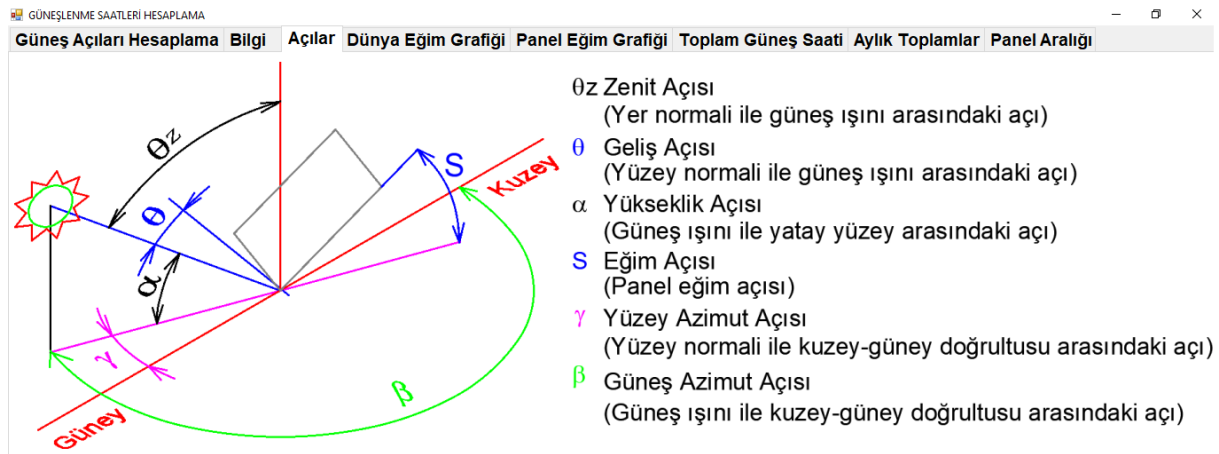 GÜNEŞLENME SAATLERİ HESAPLAMA
Güneş Açıları Hesaplama Bilgi Açılar Dünya Eğim Grafiği Panel Eğim Grafiği Toplam Güneş Saati Aylık Toplamlar Panel Aralığı
θz
θ
α
γ
S
Kuzey
β
Güney
θz Zenit Açısı
(Yer normali ile güneş ışını arasındaki açı)
θ Geliş Açısı
(Yüzey normali ile güneş ışını arasındaki açı)
α Yükseklik Açısı
(Güneş ışını ile yatay yüzey arasındaki açı)
S Eğim Açısı
(Panel eğim açısı)
γ Yüzey Azimut Açısı
(Yüzey normali ile kuzey-güney doğrultusu arasındaki açı)
β Güneş Azimut Açısı
(Güneş ışını ile kuzey-güney doğrultusu arasındaki açı)